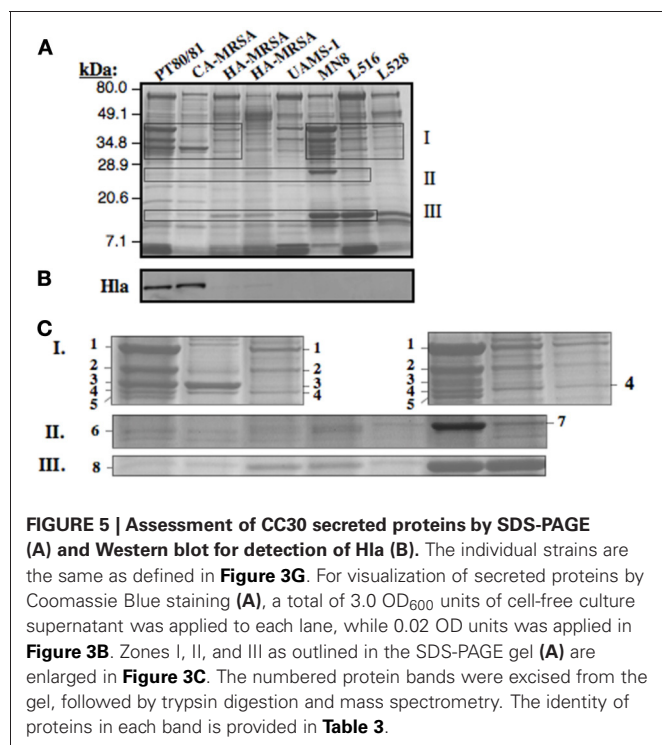 A
kDa:
PT80/81 CA-MRSA HA-MRSA HA-MRSA UAMS-1 MN8 L516 L528
80.0
49.1
34.8
28.9
20.6
7.1
I
II
III
B
Hla
C
I. 1 2 3 4 5
1 2 3 4
1 2 3 4 5
4
II. 6 7
III. 8
FIGURE 5 | Assessment of CC30 secreted proteins by SDS-PAGE
(A) and Western blot for detection of Hla (B). The individual strains are
the same as defined in Figure 3G. For visualization of secreted proteins by
Coomassie Blue staining (A), a total of 3.0 OD600 units of cell-free culture
supernatant was applied to each lane, while 0.02 OD units was applied in
Figure 3B. Zones I, II, and III as outlined in the SDS-PAGE gel (A) are
enlarged in Figure 3C. The numbered protein bands were excised from the
gel, followed by trypsin digestion and mass spectrometry. The identity of
proteins in each band is provided in Table 3.